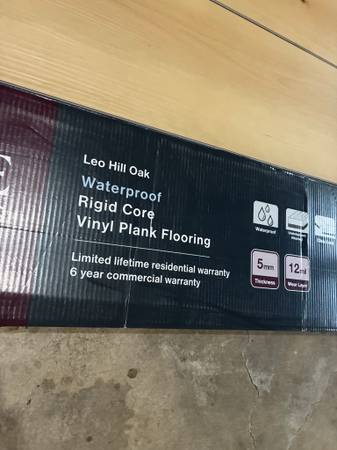 Leo Hill Oak
Waterproof
Rigid Core
Vinyl Plank Flooring
Limited lifetime residential warranty
6 year commercial warranty
Waterproof
5mm
Thickness
12mil
Wear Layer